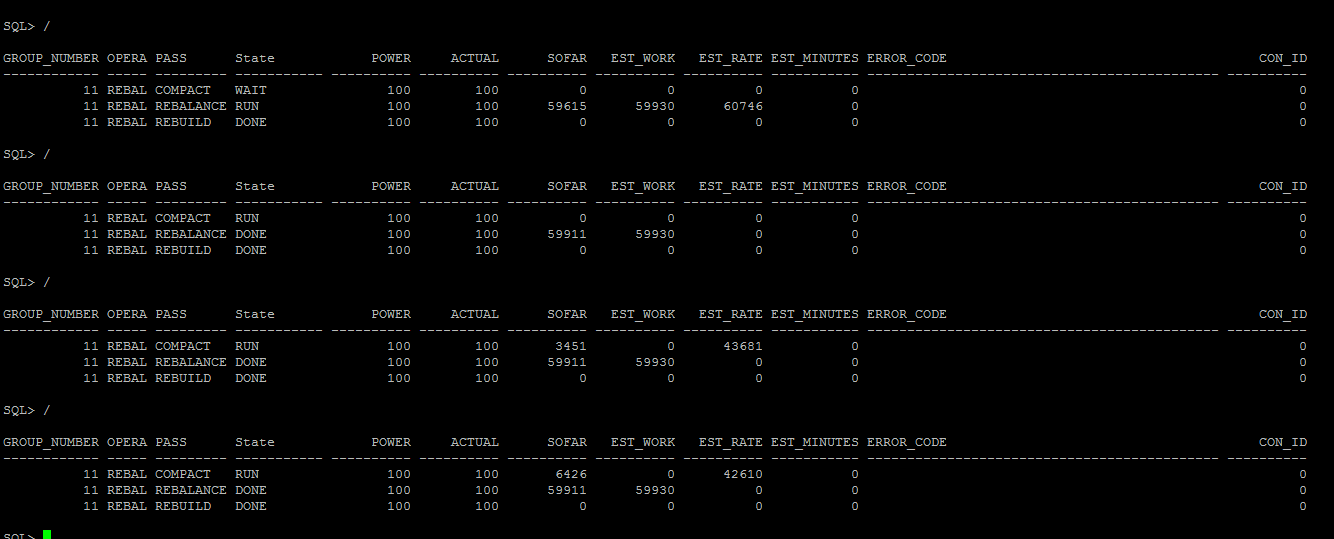 SQL> /
GROUP_NUMBER OPERA PASS      State            POWER     ACTUAL      SOFAR   EST_WORK   EST_RATE EST_MINUTES ERROR_CODE                                       CON_ID
------------ ----- --------- ----------- ---------- ---------- ---------- ---------- ---------- ----------- -------------------------------------------- ----------
          11 REBAL COMPACT   WAIT               100        100          0          0          0           0                                                       0
          11 REBAL REBALANCE RUN                100        100      59615      59930      60746           0                                                       0
          11 REBAL REBUILD   DONE               100        100          0          0          0           0                                                       0
SQL> /
GROUP_NUMBER OPERA PASS      State            POWER     ACTUAL      SOFAR   EST_WORK   EST_RATE EST_MINUTES ERROR_CODE                                       CON_ID
------------ ----- --------- ----------- ---------- ---------- ---------- ---------- ---------- ----------- -------------------------------------------- ----------
          11 REBAL COMPACT   RUN                100        100          0          0          0           0                                                       0
          11 REBAL REBALANCE DONE               100        100      59911      59930          0           0                                                       0
          11 REBAL REBUILD   DONE               100        100          0          0          0           0                                                       0
SQL> /
GROUP_NUMBER OPERA PASS      State            POWER     ACTUAL      SOFAR   EST_WORK   EST_RATE EST_MINUTES ERROR_CODE                                       CON_ID
------------ ----- --------- ----------- ---------- ---------- ---------- ---------- ---------- ----------- -------------------------------------------- ----------
          11 REBAL COMPACT   RUN                100        100       3451          0      43681           0                                                       0
          11 REBAL REBALANCE DONE               100        100      59911      59930          0           0                                                       0
          11 REBAL REBUILD   DONE               100        100          0          0          0           0                                                       0
SQL> /
GROUP_NUMBER OPERA PASS      State            POWER     ACTUAL      SOFAR   EST_WORK   EST_RATE EST_MINUTES ERROR_CODE                                       CON_ID
------------ ----- --------- ----------- ---------- ---------- ---------- ---------- ---------- ----------- -------------------------------------------- ----------
          11 REBAL COMPACT   RUN                100        100       6426          0      42610           0                                                       0
          11 REBAL REBALANCE DONE               100        100      59911      59930          0           0                                                       0
          11 REBAL REBUILD   DONE               100        100          0          0          0           0                                                       0
SQL>